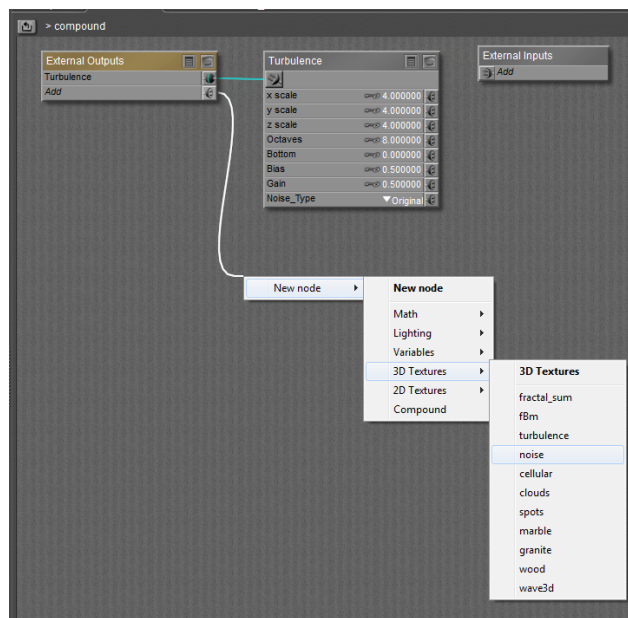 > compound
External Outputs
Turbulence
Add
Turbulence
x scale 4.000000
y scale 4.000000
z scale 4.000000
Octaves 8.000000
Bottom 0.000000
Bias 0.500000
Gain 0.500000
Noise_Type Original
External Inputs
Add
New node
New node
Math
Lighting
Variables
3D Textures
2D Textures
Compound
3D Textures
fractal_sum
fBm
turbulence
noise
cellular
clouds
spots
marble
granite
wood
wave3d